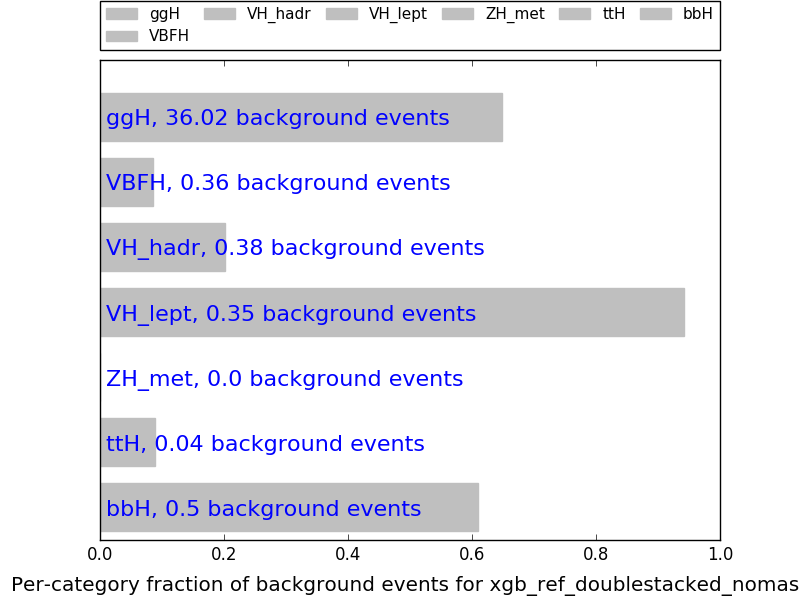 ggH VH_hadr VH_lept ZH_met ttH bbH
VBFH
ggH, 36.02 background events
VBFH, 0.36 background events
VH_hadr, 0.38 background events
VH_lept, 0.35 background events
ZH_met, 0.0 background events
ttH, 0.04 background events
bbH, 0.5 background events
0.0 0.2 0.4 0.6 0.8 1.0
Per-category fraction of background events for xgb_ref_doublestacked_nomas